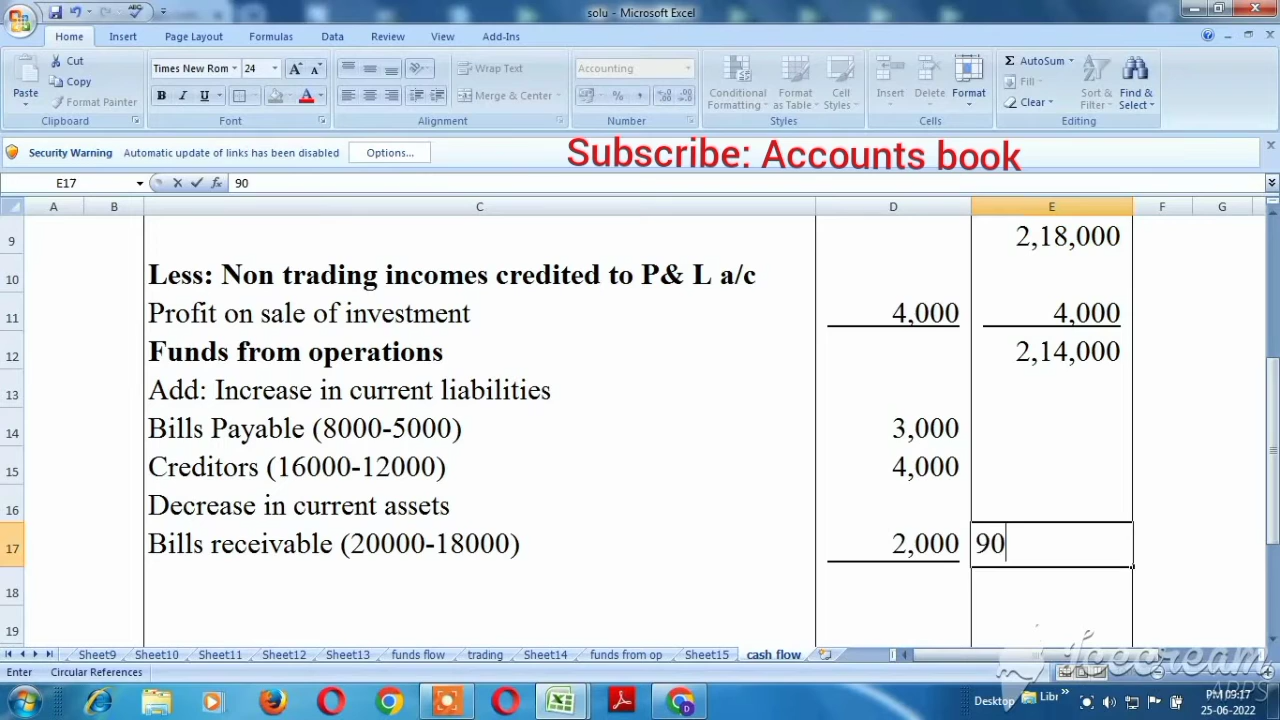 solu - Microsoft Excel
Home Insert Page Layout Formulas Data Review View Add-Ins
Cut
Copy
Format Painter
Paste
Clipboard
Times New Rom 24
B I U
Font
Wrap Text
Merge & Center
Alignment
Accounting
Number
Conditional Formatting
Format as Table
Cell Styles
Styles
Insert Delete Format
Cells
Σ AutoSum
Fill
Clear
Sort & Filter
Find & Select
Editing
Security Warning Automatic update of links has been disabled Options...
Subscribe: Accounts book
E17 fx 90
A B C D E F G
9 2,18,000
10 Less: Non trading incomes credited to P& L a/c
11 Profit on sale of investment 4,000 4,000
12 Funds from operations 2,14,000
13 Add: Increase in current liabilities
14 Bills Payable (8000-5000) 3,000
15 Creditors (16000-12000) 4,000
16 Decrease in current assets
17 Bills receivable (20000-18000) 2,000 90
18
19
Sheet9 Sheet10 Sheet11 Sheet12 Sheet13 funds flow trading Sheet14 funds from op Sheet15 cash flow
Enter Circular References
Icecream
APPS
Desktop Libr
PM 09:17
25-06-2022